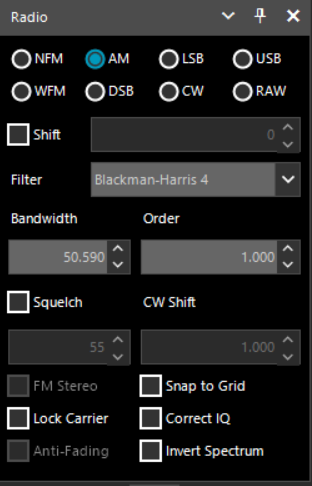 Radio
NFM AM LSB USB
WFM DSB CW RAW
Shift 0
Filter Blackman-Harris 4
Bandwidth Order
50.590 1.000
Squelch CW Shift
55 1.000
FM Stereo Snap to Grid
Lock Carrier Correct IQ
Anti-Fading Invert Spectrum